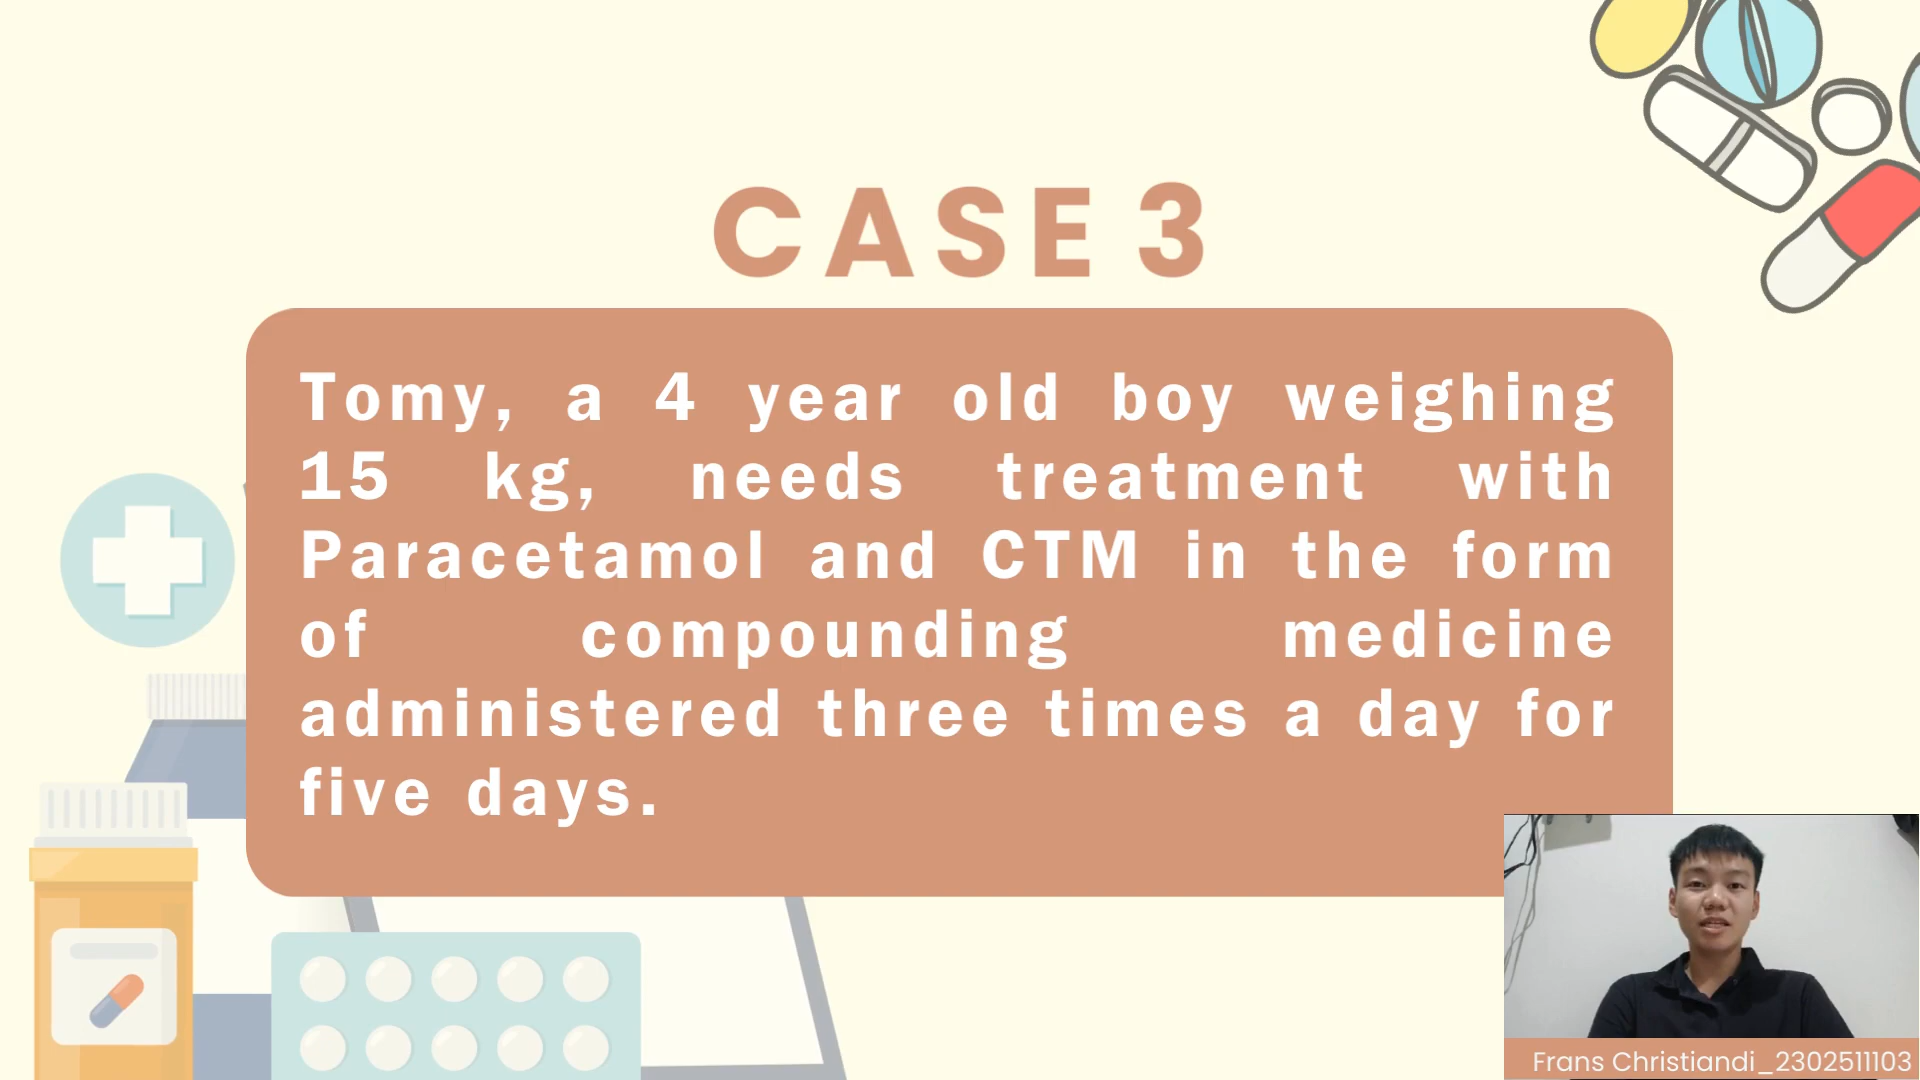 CASE 3
Tomy, a 4 year old boy weighing
15 kg, needs treatment with
Paracetamol and CTM in the form
of compounding medicine
administered three times a day for
five days.
Frans Christiandi_2302511103